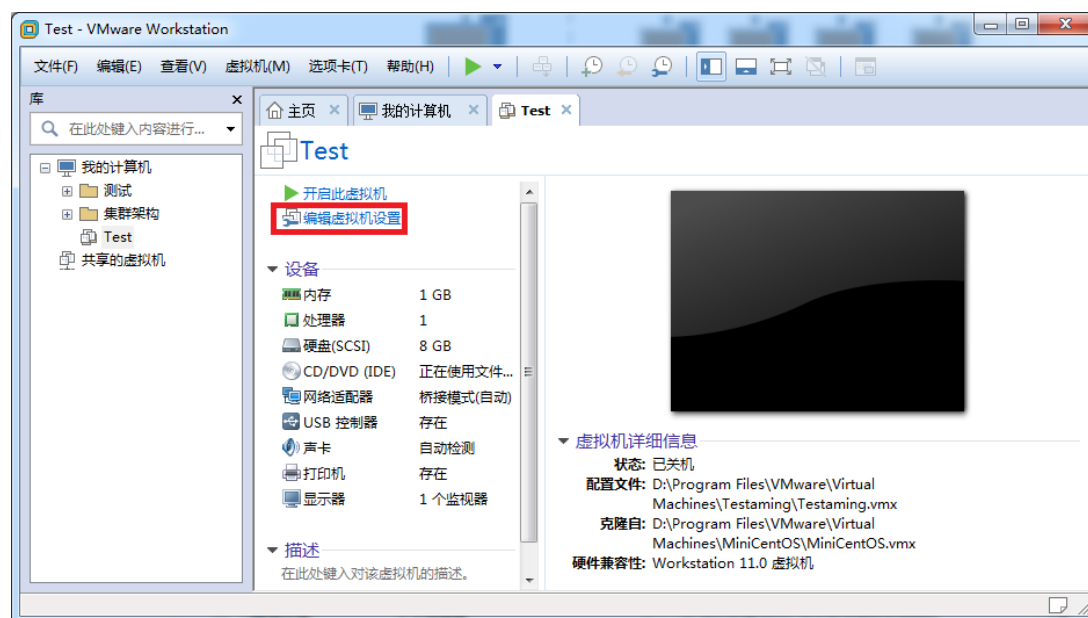 Test - VMware Workstation
文件(F) 编辑(E) 查看(V) 虚拟机(M) 选项卡(T) 帮助(H)
库
在此处键入内容进行...
我的计算机
测试
集群架构
Test
共享的虚拟机
主页 我的计算机 Test
Test
开启此虚拟机
编辑虚拟机设置
设备
内存 1 GB
处理器 1
硬盘(SCSI) 8 GB
CD/DVD (IDE) 正在使用文件...
网络适配器 桥接模式(自动)
USB 控制器 存在
声卡 自动检测
打印机 存在
显示器 1 个监视器
描述
在此处键入对该虚拟机的描述。
虚拟机详细信息
状态: 已关机
配置文件: D:\Program Files\VMware\Virtual
Machines\Testaming\Testaming.vmx
克隆自: D:\Program Files\VMware\Virtual
Machines\MiniCentOS\MiniCentOS.vmx
硬件兼容性: Workstation 11.0 虚拟机